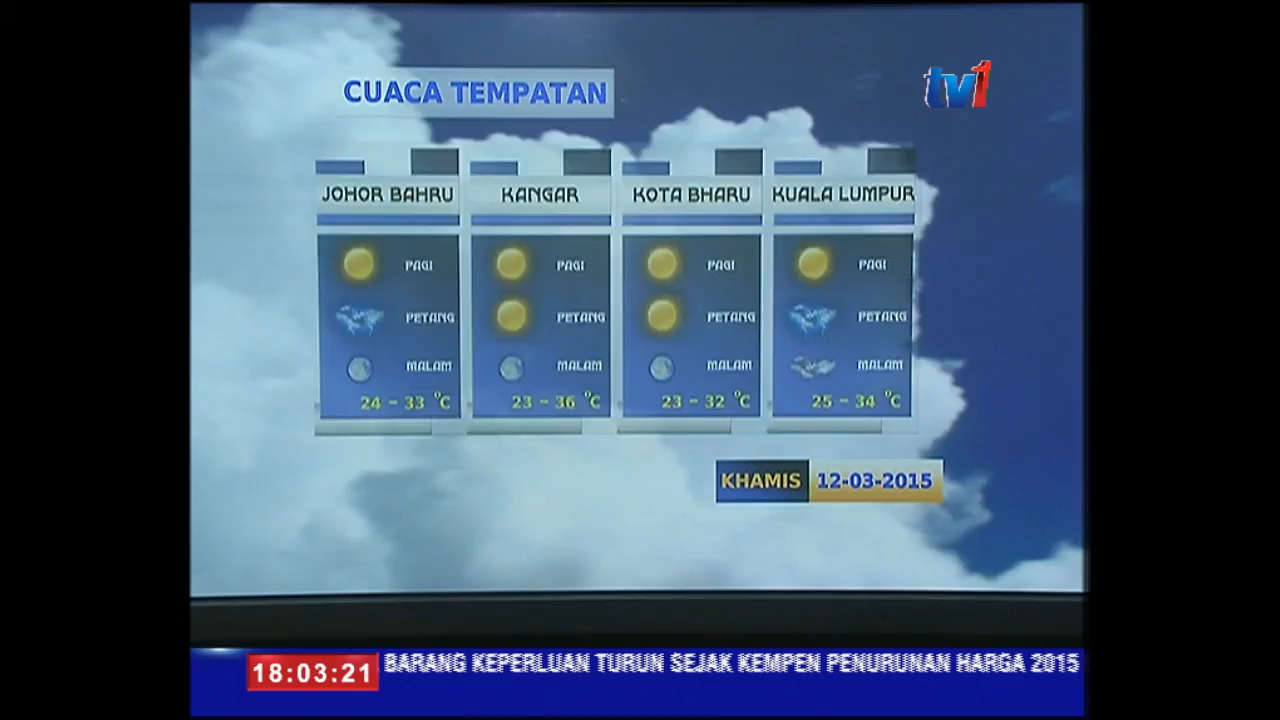 CUACA TEMPATAN
tv1
JOHOR BAHRU
PAGI
PETANG
MALAM
24 - 33 °C
KANGAR
PAGI
PETANG
MALAM
23 - 36 °C
KOTA BHARU
PAGI
PETANG
MALAM
23 - 32 °C
KUALA LUMPUR
PAGI
PETANG
MALAM
25 - 34 °C
KHAMIS 12-03-2015
18:03:21 BARANG KEPERLUAN TURUN SEJAK KEMPEN PENURUNAN HARGA 2015